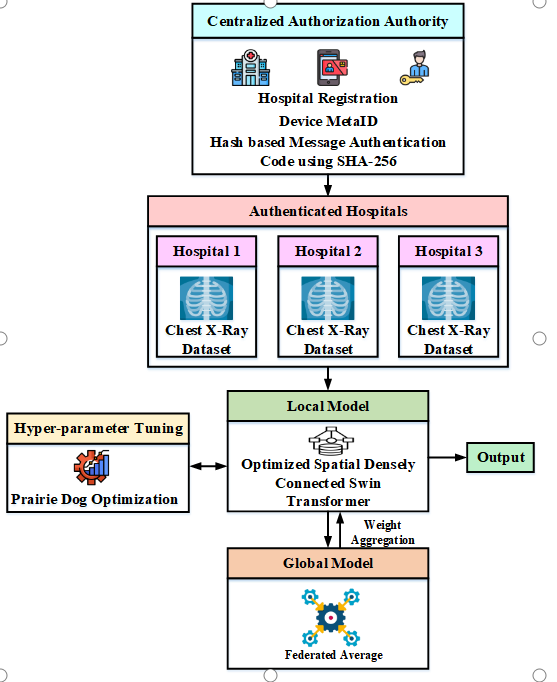 Centralized Authorization Authority
Hospital Registration
Device MetaID
Hash based Message Authentication
Code using SHA-256
Authenticated Hospitals
Hospital 1
Hospital 2
Hospital 3
Chest X-Ray
Dataset
Chest X-Ray
Dataset
Chest X-Ray
Dataset
Local Model
Optimized Spatial Densely
Connected Swin
Transformer
Hyper-parameter Tuning
Prairie Dog Optimization
Output
Weight
Aggregation
Global Model
Federated Average